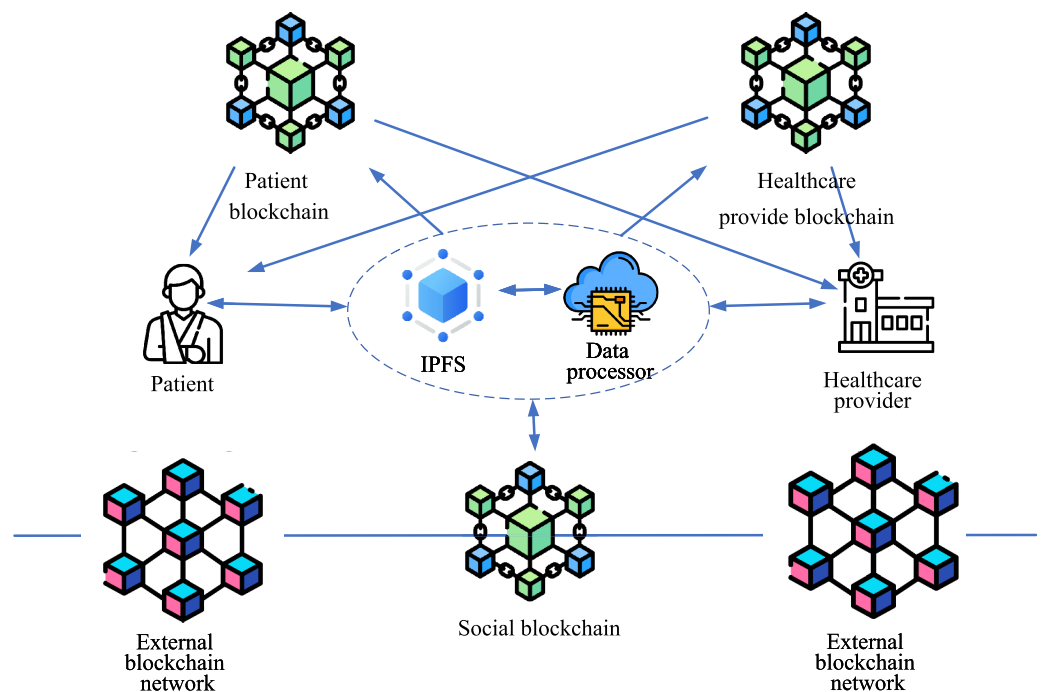 Patient
blockchain
Healthcare
provide blockchain
IPFS
Data
processor
Patient
Healthcare
provider
Social blockchain
External
blockchain
network
External
blockchain
network